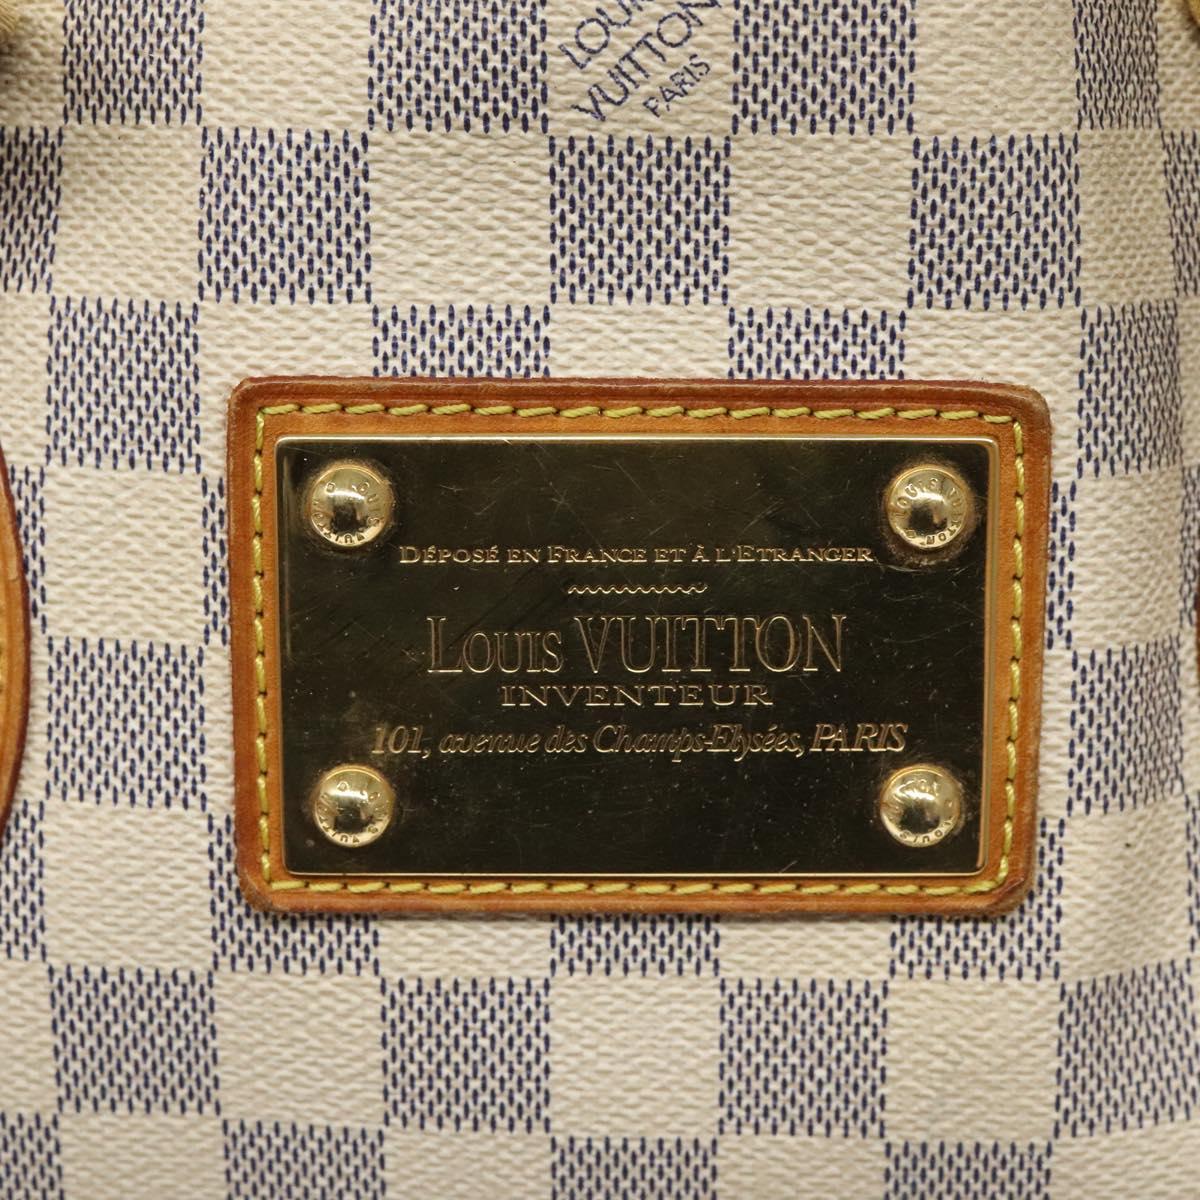 LOUIS
VUITTON
PARIS
DÉPOSÉ EN FRANCE ET À L'ETRANGER
LOUIS VUITTON
INVENTEUR
101, avenue des Champs-Elysées, PARIS